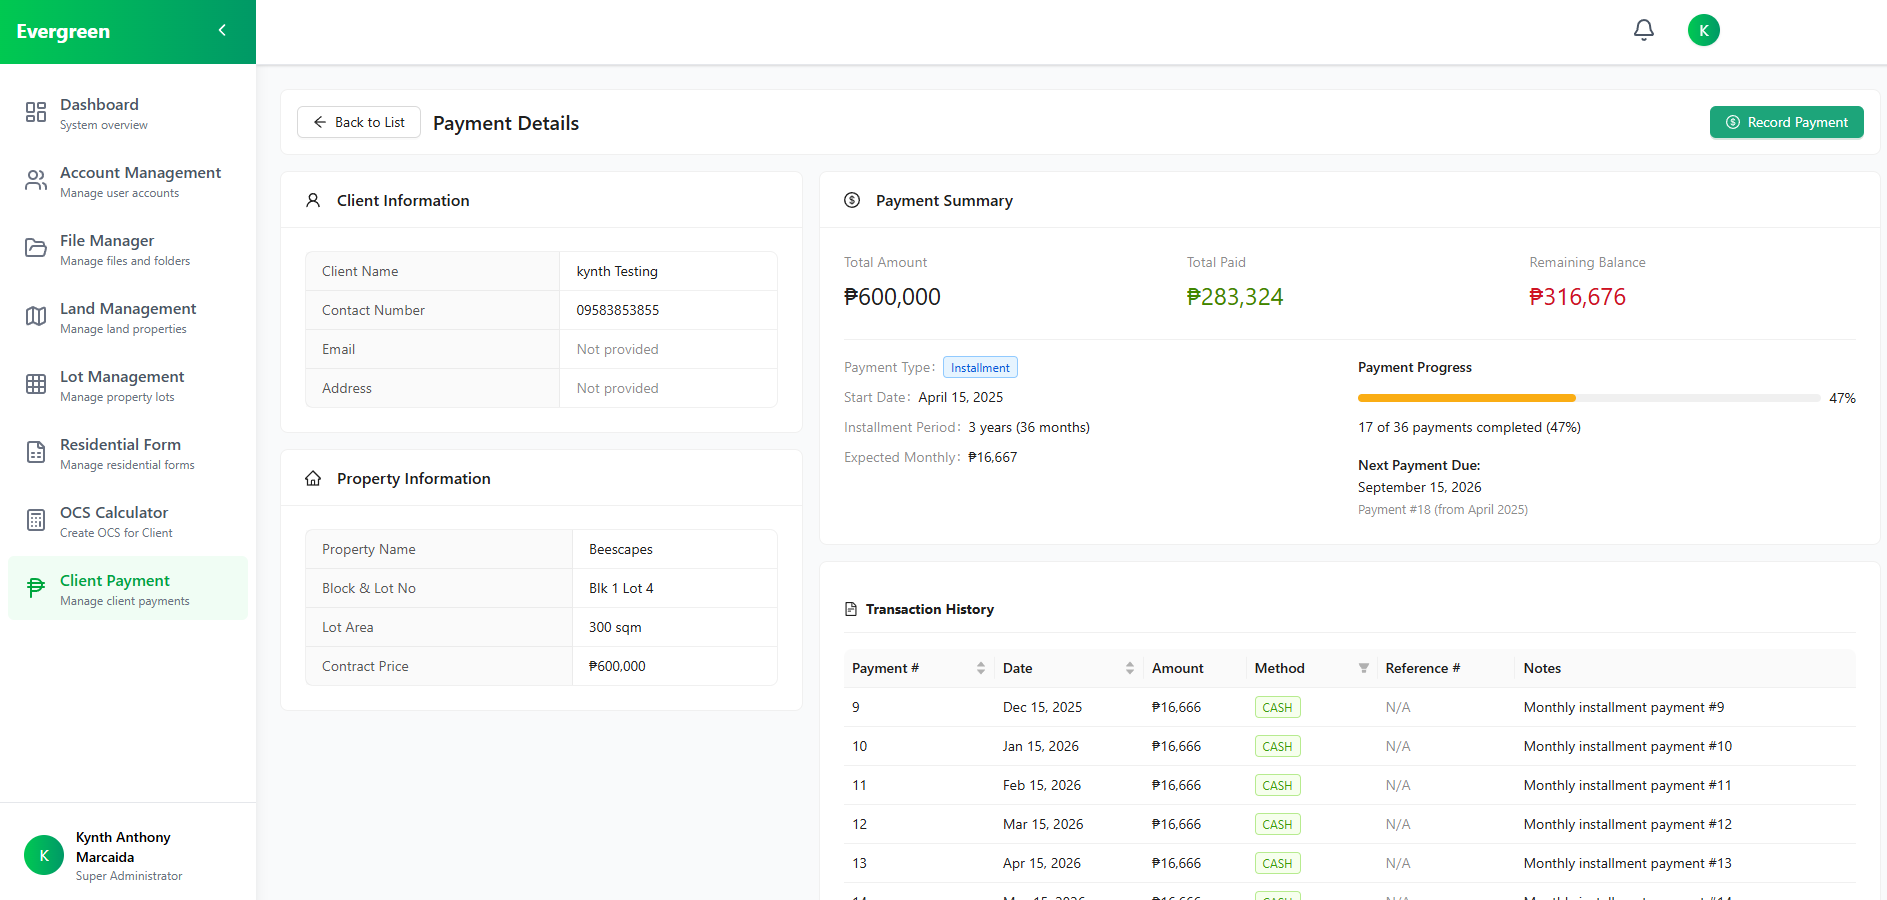 Evergreen
K
Dashboard
System overview
Account Management
Manage user accounts
File Manager
Manage files and folders
Land Management
Manage land properties
Lot Management
Manage property lots
Residential Form
Manage residential forms
OCS Calculator
Create OCS for Client
Client Payment
Manage client payments
K
Kynth Anthony
Marcaida
Super Administrator
Back to List
Payment Details
Record Payment
Client Information
Client Name kynth Testing
Contact Number 09583853855
Email Not provided
Address Not provided
Property Information
Property Name Beescapes
Block & Lot No Blk 1 Lot 4
Lot Area 300 sqm
Contract Price ₱600,000
Payment Summary
Total Amount Total Paid Remaining Balance
₱600,000 ₱283,324 ₱316,676
Payment Type: Installment
Start Date: April 15, 2025
Installment Period: 3 years (36 months)
Expected Monthly: ₱16,667
Payment Progress
47%
17 of 36 payments completed (47%)
Next Payment Due:
September 15, 2026
Payment #18 (from April 2025)
Transaction History
Payment # Date Amount Method Reference # Notes
9 Dec 15, 2025 ₱16,666 CASH N/A Monthly installment payment #9
10 Jan 15, 2026 ₱16,666 CASH N/A Monthly installment payment #10
11 Feb 15, 2026 ₱16,666 CASH N/A Monthly installment payment #11
12 Mar 15, 2026 ₱16,666 CASH N/A Monthly installment payment #12
13 Apr 15, 2026 ₱16,666 CASH N/A Monthly installment payment #13